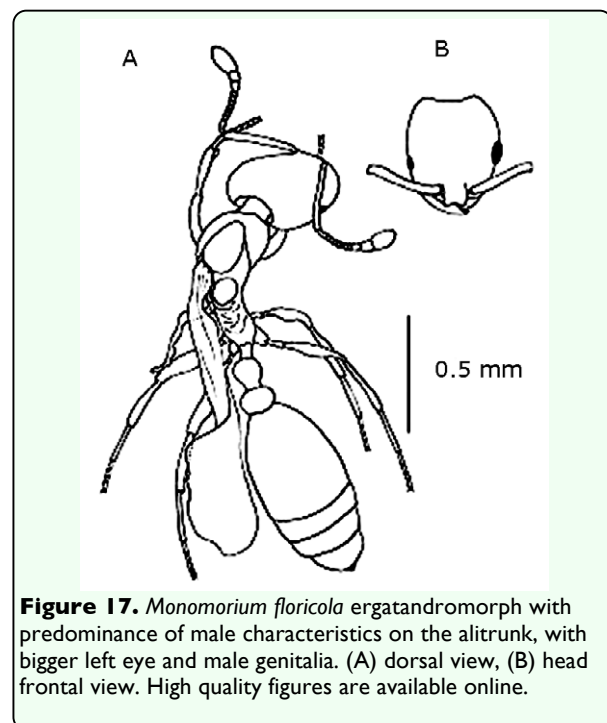 A
B
0.5 mm
Figure 17. Monomorium floricola ergatandromorph with
predominance of male characteristics on the alitrunk, with
bigger left eye and male genitalia. (A) dorsal view, (B) head
frontal view. High quality figures are available online.